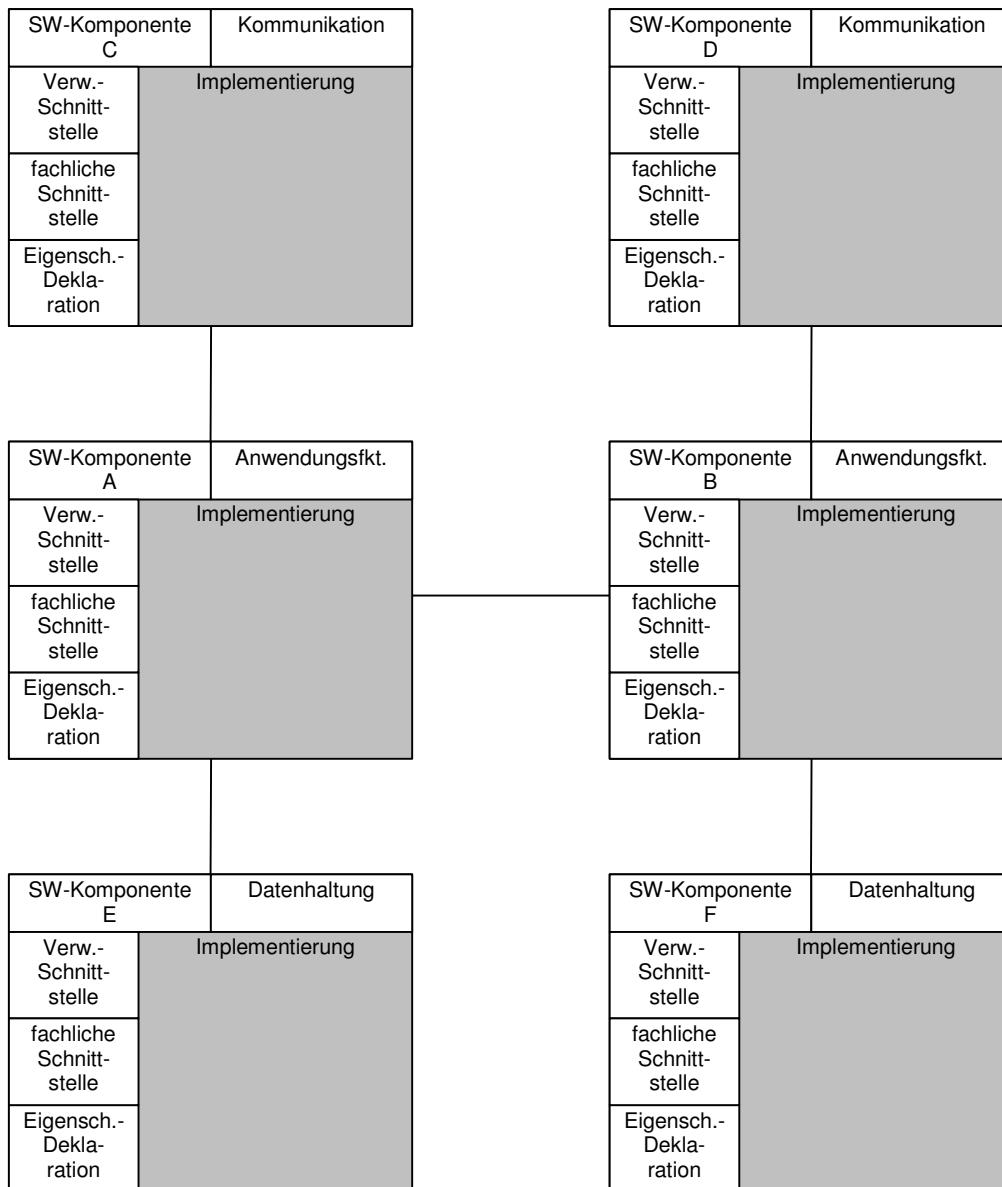 SW-Komponente
C
Kommunikation
Verw.-
Schnitt-
stelle
Implementierung
fachliche
Schnitt-
stelle
Eigensch.-
Dekla-
ration
SW-Komponente
D
Kommunikation
Verw.-
Schnitt-
stelle
Implementierung
fachliche
Schnitt-
stelle
Eigensch.-
Dekla-
ration
SW-Komponente
A
Anwendungsfkt.
Verw.-
Schnitt-
stelle
Implementierung
fachliche
Schnitt-
stelle
Eigensch.-
Dekla-
ration
SW-Komponente
B
Anwendungsfkt.
Verw.-
Schnitt-
stelle
Implementierung
fachliche
Schnitt-
stelle
Eigensch.-
Dekla-
ration
SW-Komponente
E
Datenhaltung
Verw.-
Schnitt-
stelle
Implementierung
fachliche
Schnitt-
stelle
Eigensch.-
Dekla-
ration
SW-Komponente
F
Datenhaltung
Verw.-
Schnitt-
stelle
Implementierung
fachliche
Schnitt-
stelle
Eigensch.-
Dekla-
ration